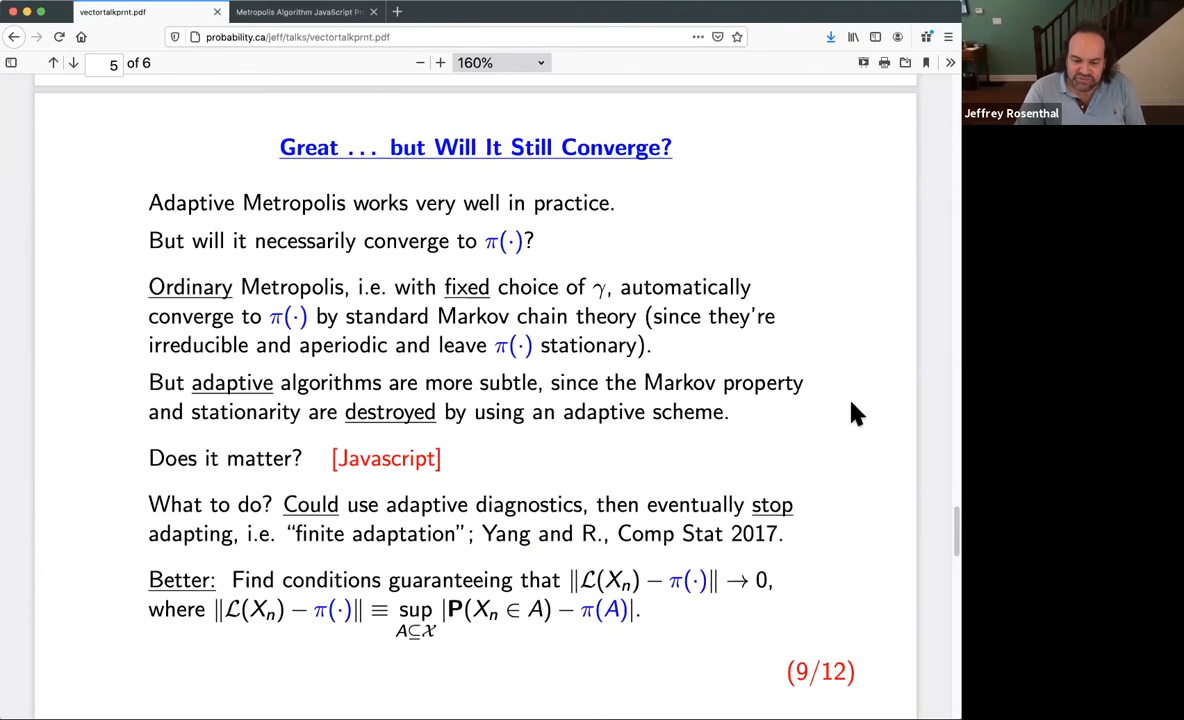 vectortalkprnt.pdf
Metropolis Algorithm JavaScript Pr
probability.ca/jeff/talks/vectortalkprnt.pdf
5 of 6
160%
Jeffrey Rosenthal
Great . . . but Will It Still Converge?
Adaptive Metropolis works very well in practice.
But will it necessarily converge to π(·)?
Ordinary Metropolis, i.e. with fixed choice of γ, automatically
converge to π(·) by standard Markov chain theory (since they're
irreducible and aperiodic and leave π(·) stationary).
But adaptive algorithms are more subtle, since the Markov property
and stationarity are destroyed by using an adaptive scheme.
Does it matter? [Javascript]
What to do? Could use adaptive diagnostics, then eventually stop
adapting, i.e. “finite adaptation”; Yang and R., Comp Stat 2017.
Better: Find conditions guaranteeing that ‖ℒ(Xₙ) − π(·)‖ → 0,
where ‖ℒ(Xₙ) − π(·)‖ ≡ sup |P(Xₙ ∈ A) − π(A)|.
A⊆𝒳
(9/12)